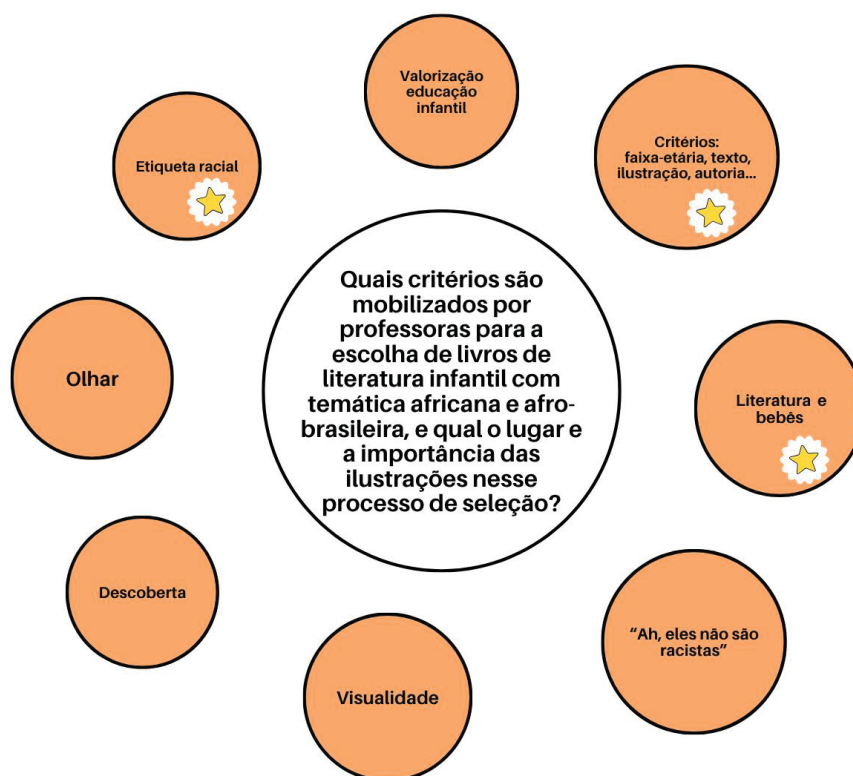 Valorização
educação
infantil
Critérios:
faixa-etária, texto,
ilustração, autoria...
Etiqueta racial
Quais critérios são
mobilizados por
professoras para a
escolha de livros de
literatura infantil com
temática africana e afro-
brasileira, e qual o lugar e
a importância das
ilustrações nesse
processo de seleção?
Olhar
Literatura e
bebês
Descoberta
"Ah, eles não são
racistas"
Visualidade